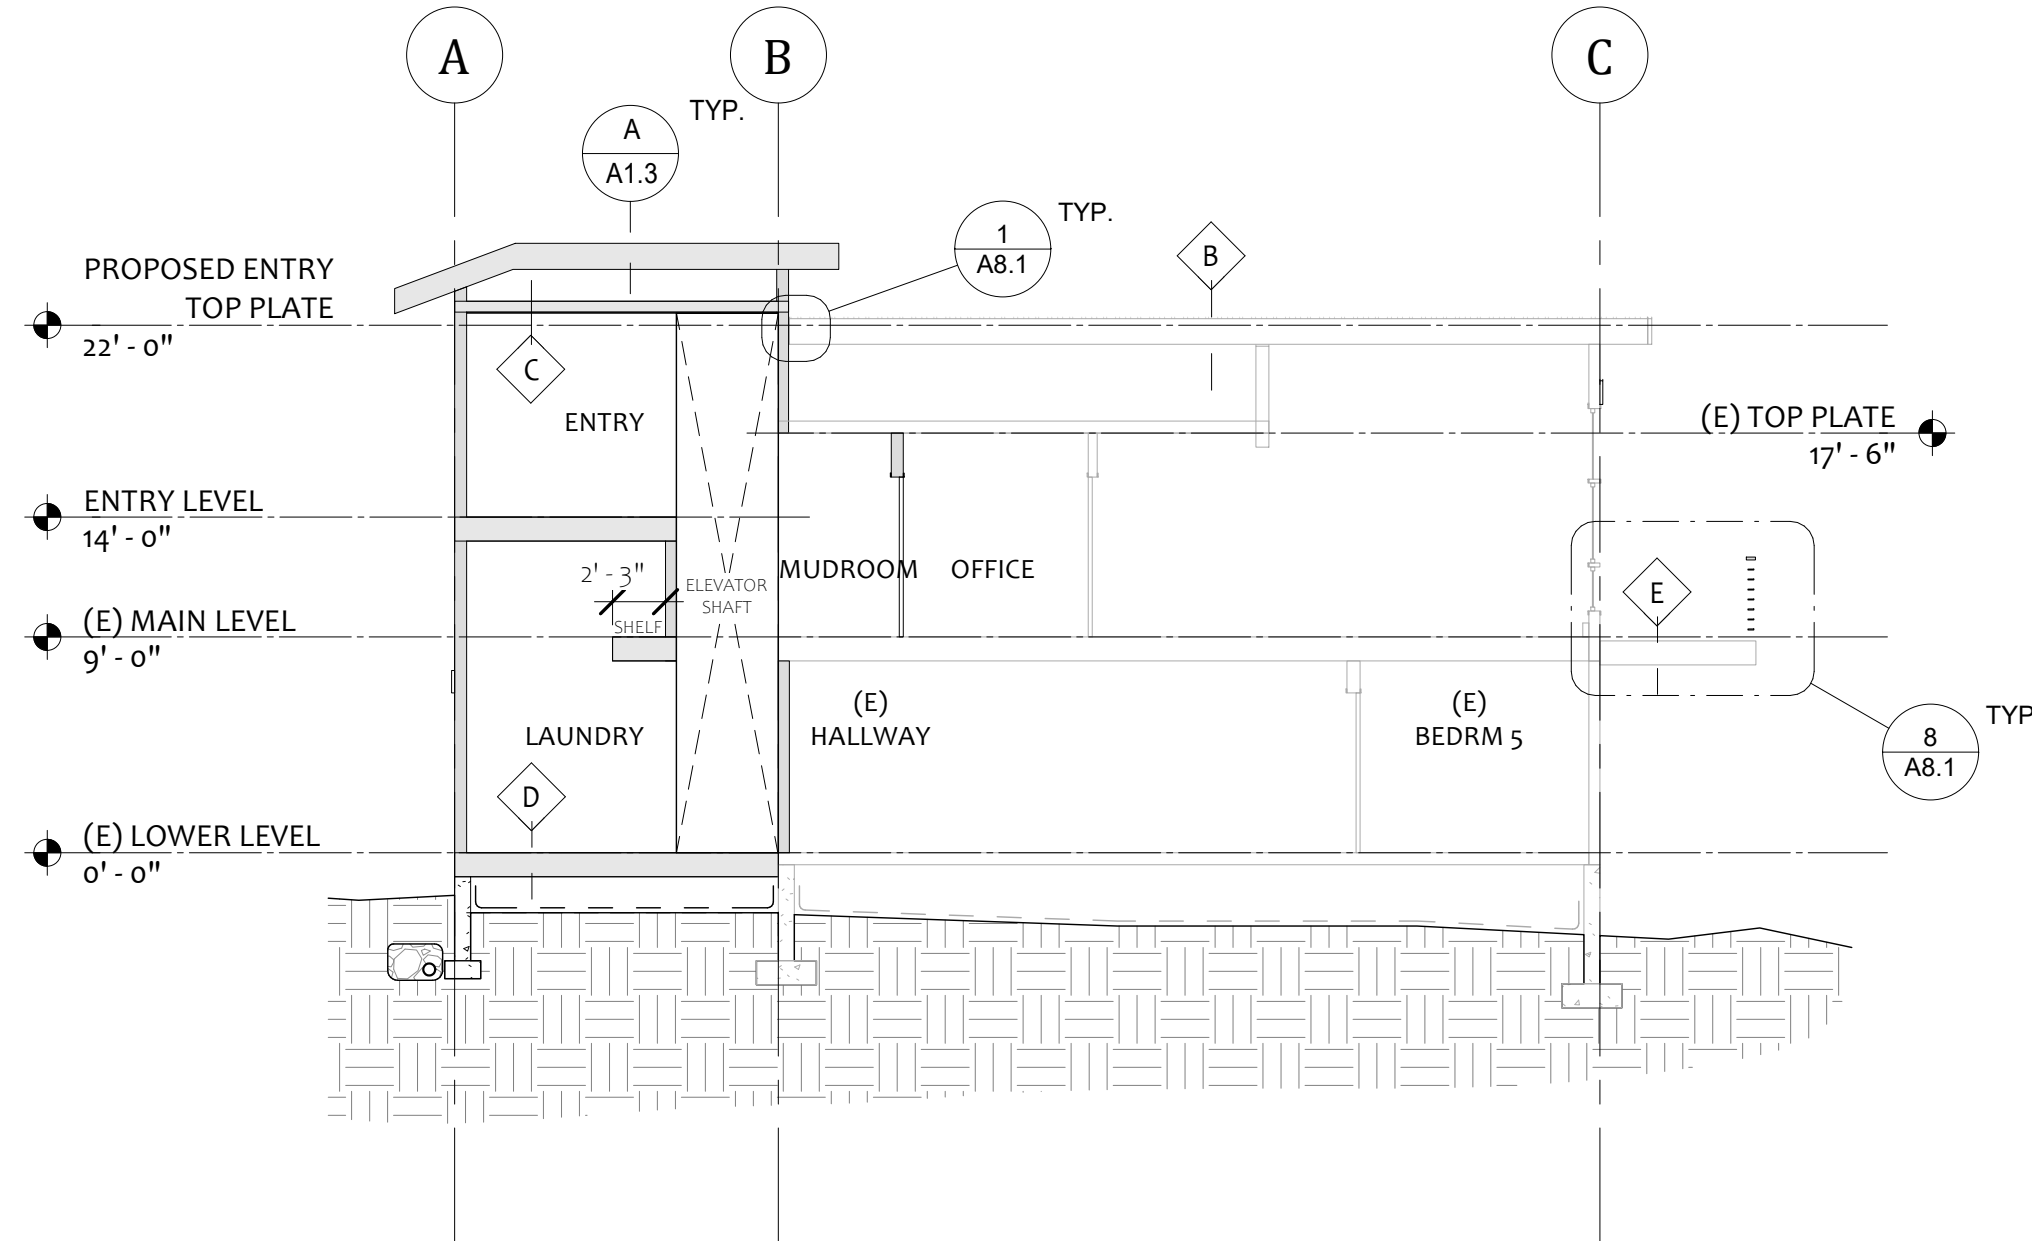 A
B
C
TYP.
A
A1.3
TYP.
1
A8.1
B
PROPOSED ENTRY
TOP PLATE
22' - 0"
C
ENTRY
(E) TOP PLATE
17' - 6"
ENTRY LEVEL
14' - 0"
2' - 3"
ELEVATOR
SHAFT
SHELF
MUDROOM
OFFICE
E
(E) MAIN LEVEL
9' - 0"
LAUNDRY
(E)
HALLWAY
(E)
BEDRM 5
TYP
8
A8.1
D
(E) LOWER LEVEL
0' - 0"